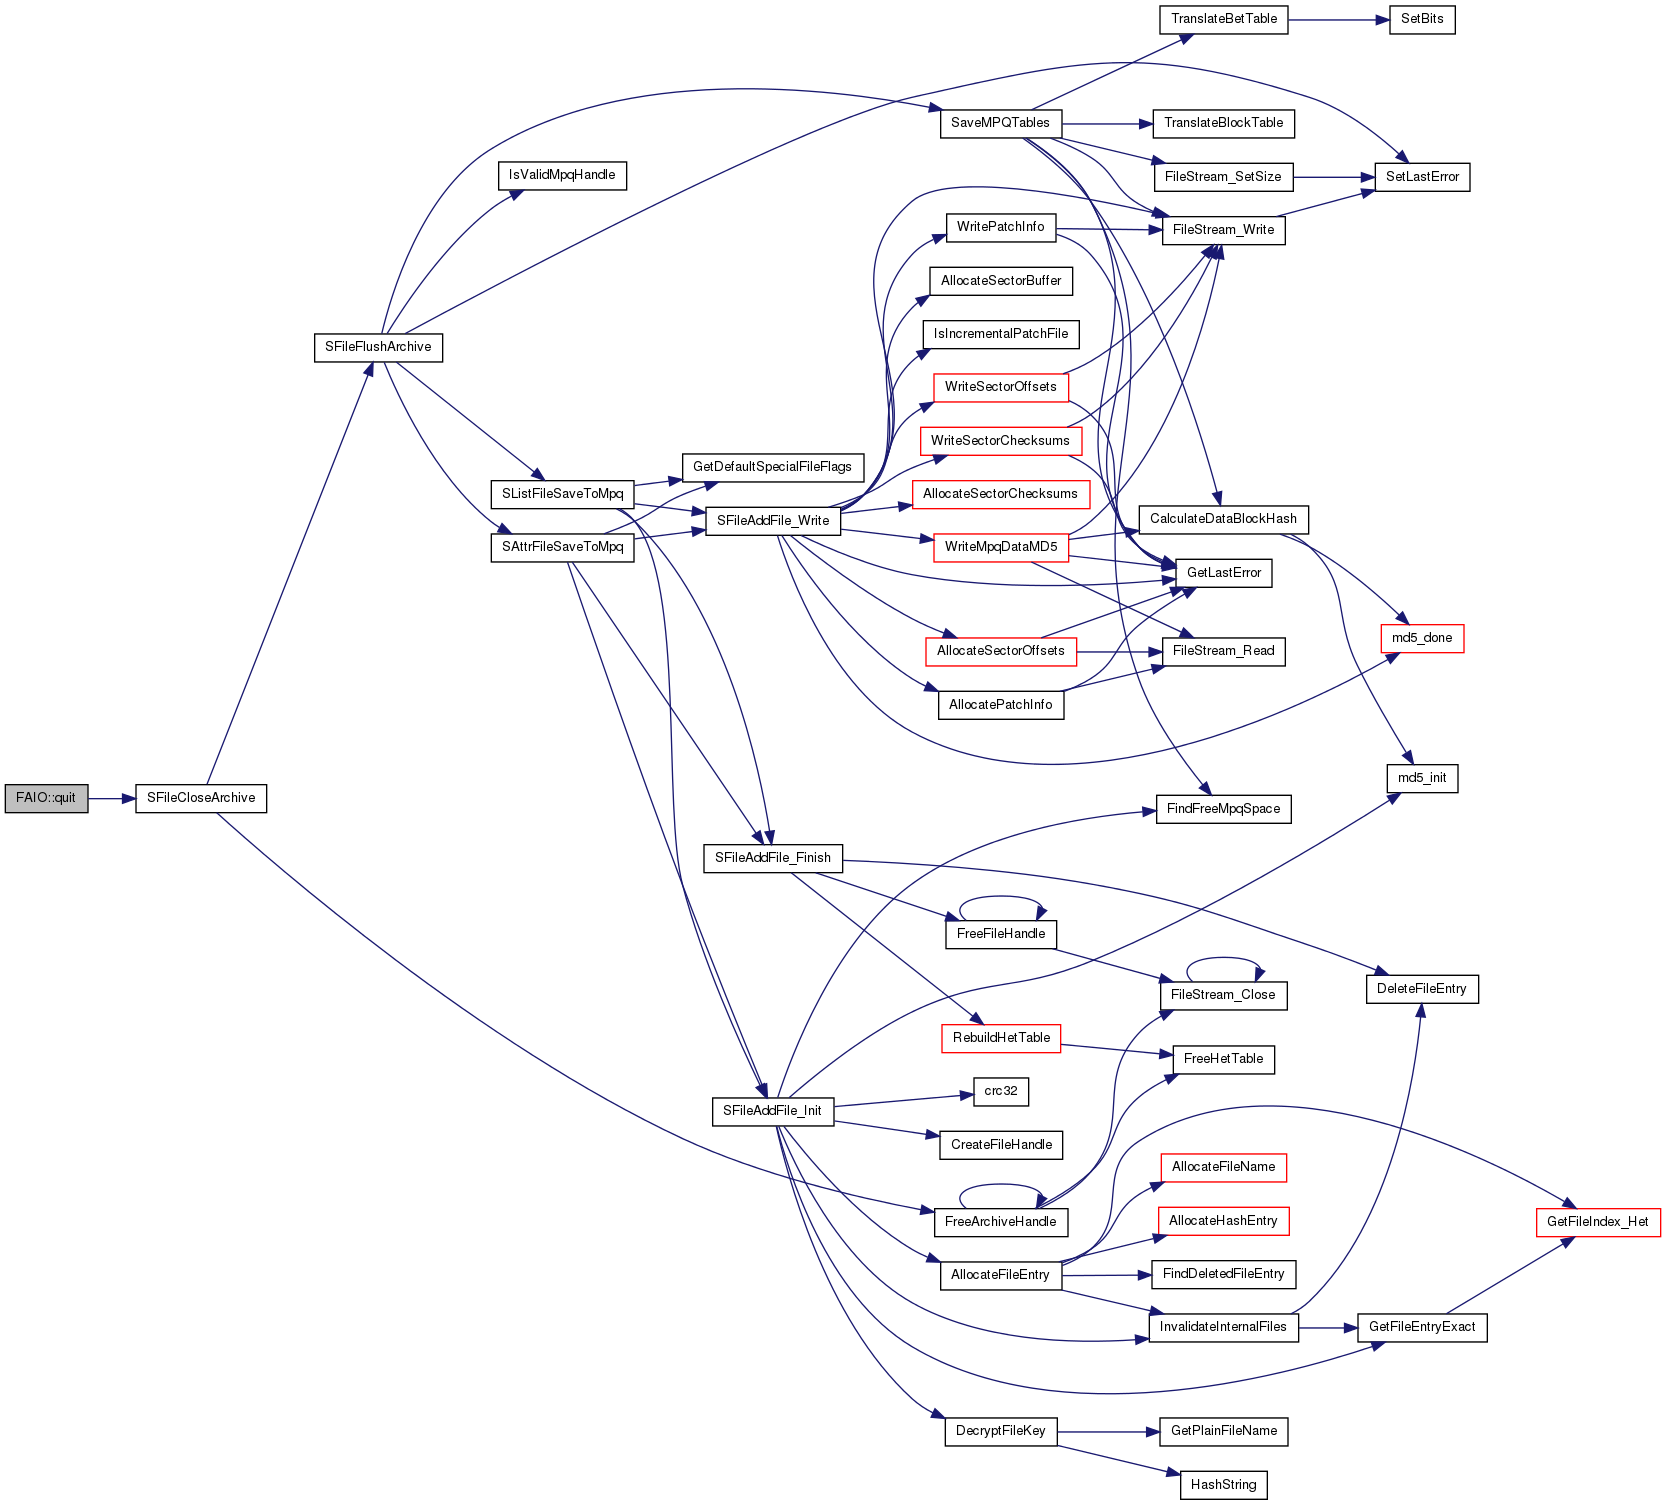 TranslateBetTable
SetBits
SaveMPQTables
TranslateBlockTable
IsValidMpqHandle
FileStream_SetSize
SetLastError
WritePatchInfo
FileStream_Write
AllocateSectorBuffer
IsIncrementalPatchFile
SFileFlushArchive
WriteSectorOffsets
WriteSectorChecksums
GetDefaultSpecialFileFlags
SListFileSaveToMpq
AllocateSectorChecksums
SFileAddFile_Write
CalculateDataBlockHash
SAttrFileSaveToMpq
WriteMpqDataMD5
GetLastError
md5_done
AllocateSectorOffsets
FileStream_Read
AllocatePatchInfo
md5_init
FAIO::quit
SFileCloseArchive
FindFreeMpqSpace
SFileAddFile_Finish
FreeFileHandle
FileStream_Close
DeleteFileEntry
RebuildHetTable
FreeHetTable
crc32
SFileAddFile_Init
CreateFileHandle
AllocateFileName
FreeArchiveHandle
AllocateHashEntry
GetFileIndex_Het
AllocateFileEntry
FindDeletedFileEntry
InvalidateInternalFiles
GetFileEntryExact
DecryptFileKey
GetPlainFileName
HashString